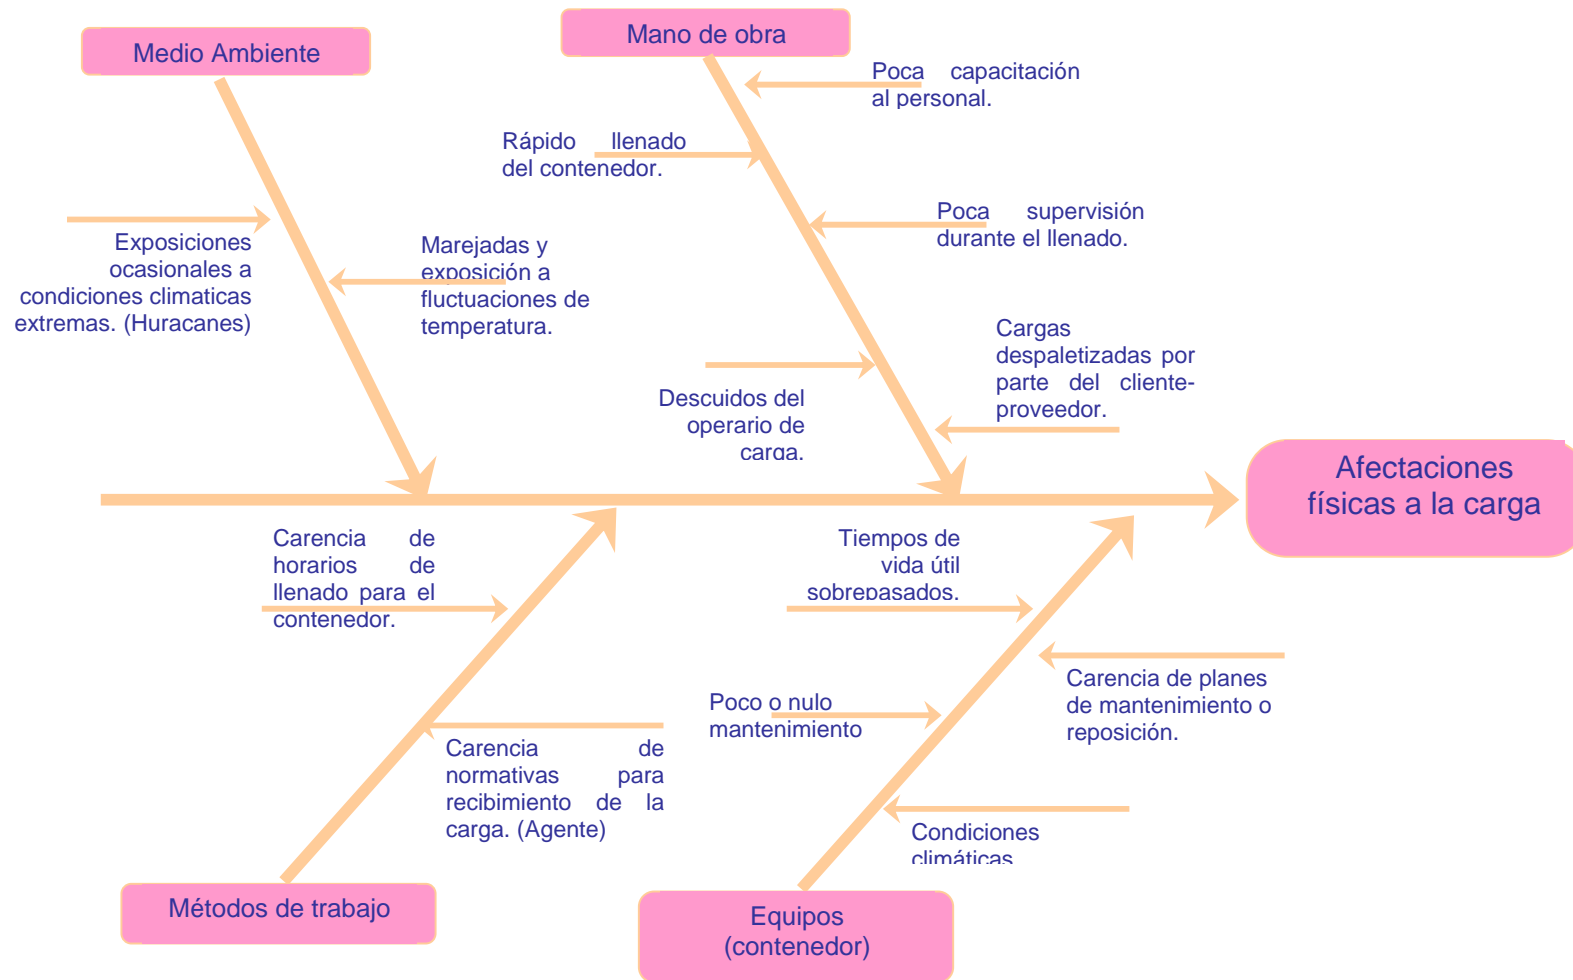 Medio Ambiente
Mano de obra
Poca capacitación
al personal.
Rápido llenado
del contenedor.
Poca supervisión
durante el llenado.
Exposiciones
ocasionales a
condiciones climaticas
extremas. (Huracanes)
Marejadas y
exposición a
fluctuaciones de
temperatura.
Cargas
despaletizadas por
parte del cliente-
proveedor.
Descuidos del
operario de
carga.
Afectaciones
físicas a la carga
Carencia de
horarios de
llenado para el
contenedor.
Tiempos de
vida útil
sobrepasados.
Carencia de planes
de mantenimiento o
reposición.
Poco o nulo
mantenimiento
Carencia de
normativas para
recibimiento de la
carga. (Agente)
Condiciones
climáticas
Métodos de trabajo
Equipos
(contenedor)